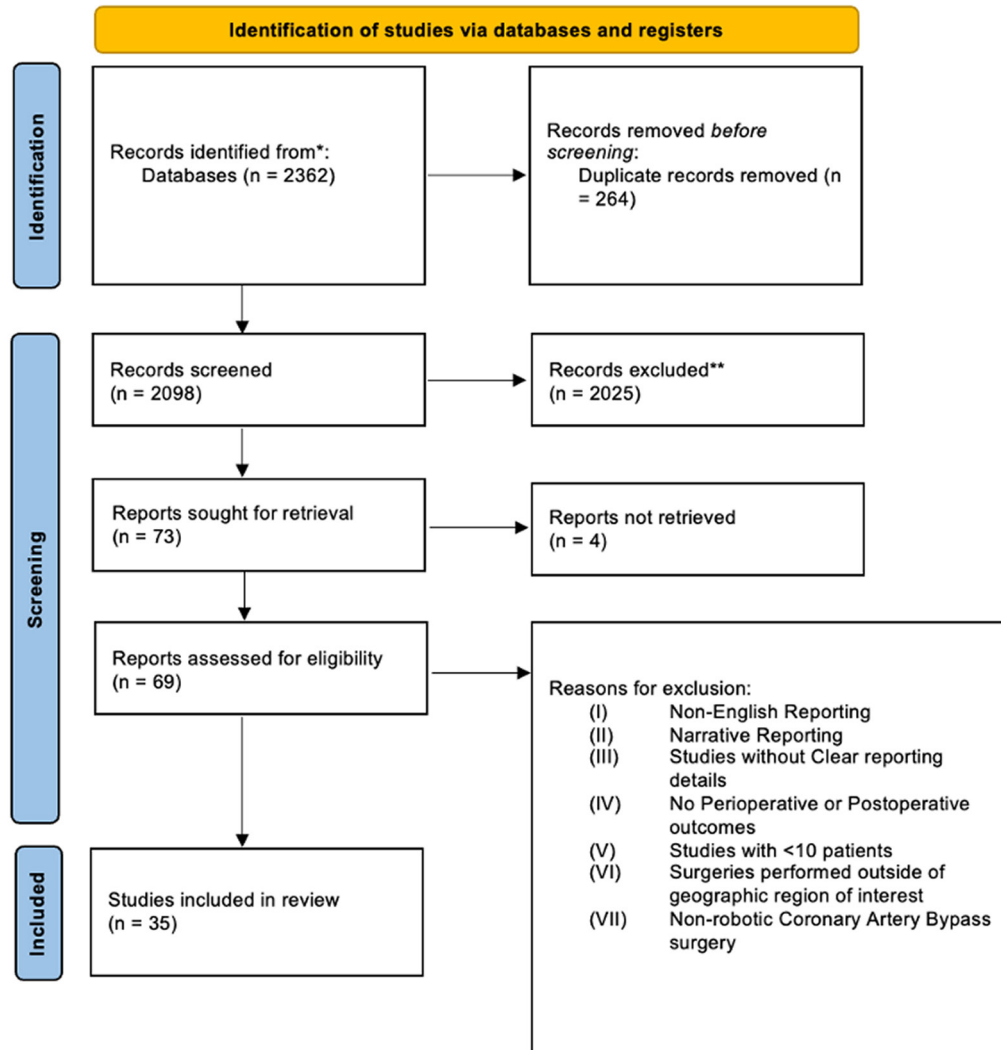 Identification of studies via databases and registers
Identification
Records identified from*:
Databases (n = 2362)
Records removed before
screening:
Duplicate records removed (n
= 264)
Screening
Records screened
(n = 2098)
Records excluded**
(n = 2025)
Reports sought for retrieval
(n = 73)
Reports not retrieved
(n = 4)
Reports assessed for eligibility
(n = 69)
Reasons for exclusion:
(I) Non-English Reporting
(II) Narrative Reporting
(III) Studies without Clear reporting
details
(IV) No Perioperative or Postoperative
outcomes
(V) Studies with <10 patients
(VI) Surgeries performed outside of
geographic region of interest
(VII) Non-robotic Coronary Artery Bypass
surgery
Included
Studies included in review
(n = 35)